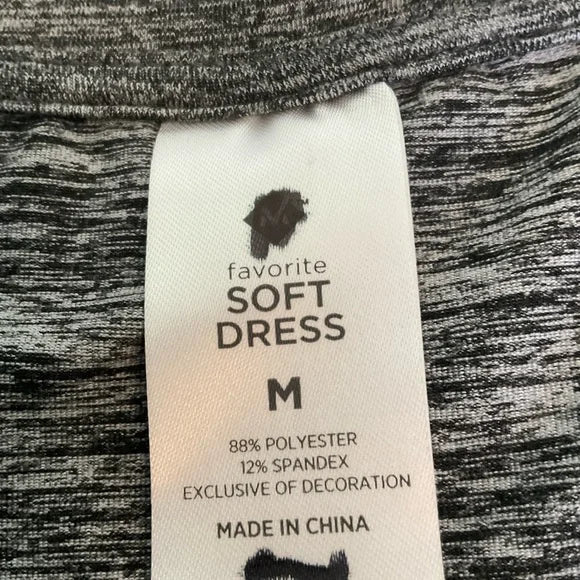 favorite
SOFT
DRESS
M
88% POLYESTER
12% SPANDEX
EXCLUSIVE OF DECORATION
MADE IN CHINA